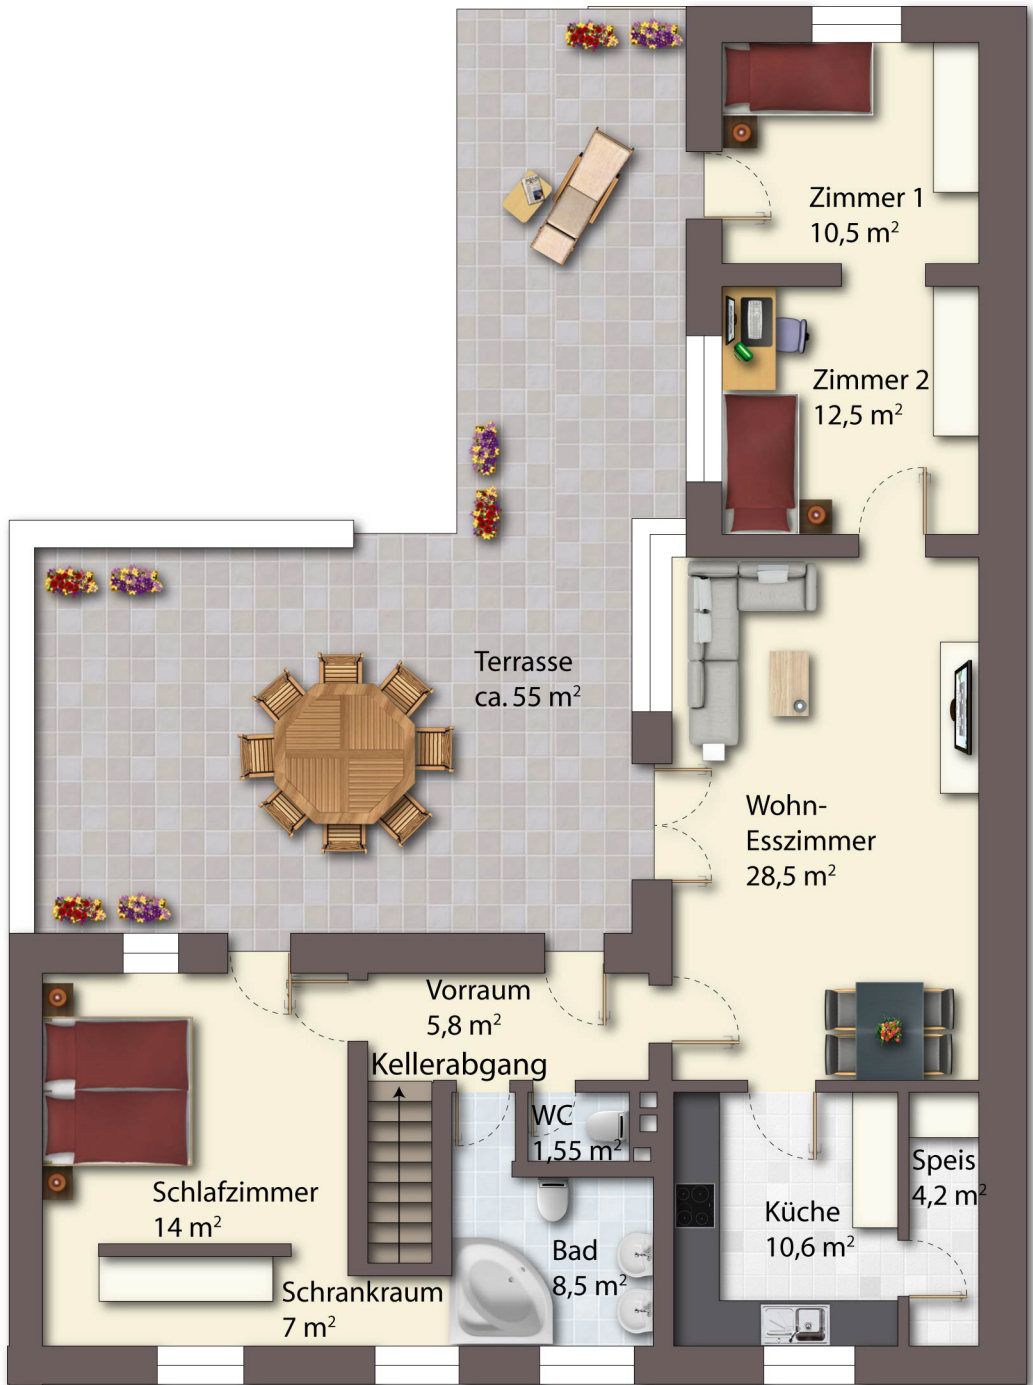 Zimmer 1
10,5 m²
Zimmer 2
12,5 m²
Terrasse
ca. 55 m²
Wohn-
Esszimmer
28,5 m²
Vorraum
5,8 m²
Kellerabgang
WC
1,55 m²
Schlafzimmer
14 m²
Schrankraum
7 m²
Bad
8,5 m²
Küche
10,6 m²
Speis
4,2 m²